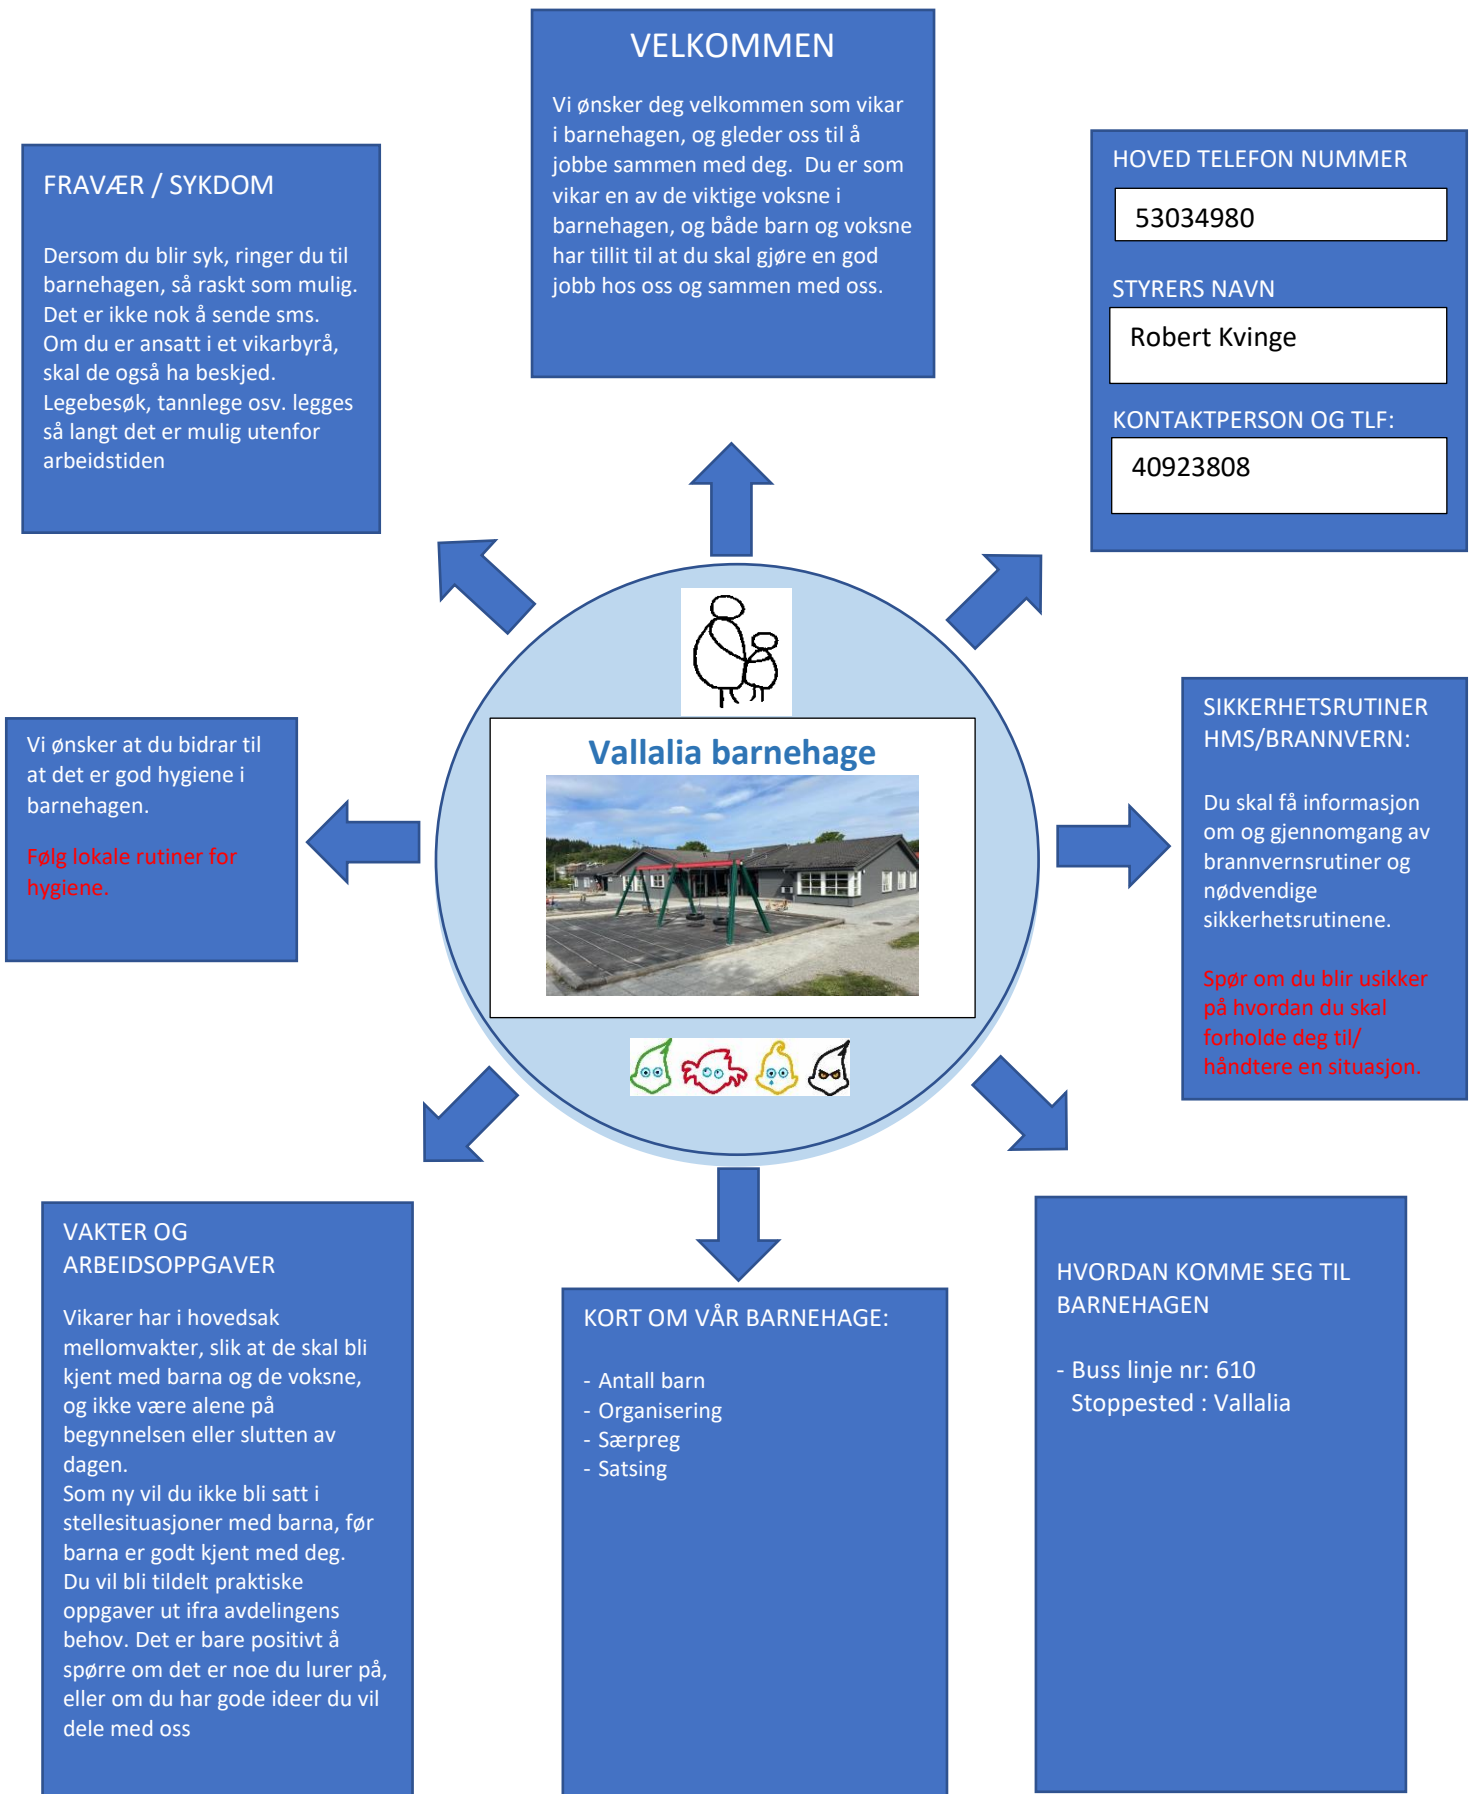 VELKOMMEN
Vi ønsker deg velkommen som vikar
i barnehagen, og gleder oss til å
jobbe sammen med deg.  Du er som
vikar en av de viktige voksne i
barnehagen, og både barn og voksne
har tillit til at du skal gjøre en god
jobb hos oss og sammen med oss.
FRAVÆR / SYKDOM
Dersom du blir syk, ringer du til
barnehagen, så raskt som mulig.
Det er ikke nok å sende sms.
Om du er ansatt i et vikarbyrå,
skal de også ha beskjed.
Legebesøk, tannlege osv. legges
så langt det er mulig utenfor
arbeidstiden
HOVED TELEFON NUMMER
53034980
STYRERS NAVN
Robert Kvinge
KONTAKTPERSON OG TLF:
40923808
Vi ønsker at du bidrar til
at det er god hygiene i
barnehagen.
Følg lokale rutiner for
hygiene.
Vallalia barnehage
SIKKERHETSRUTINER
HMS/BRANNVERN:
Du skal få informasjon
om og gjennomgang av
brannvernsrutiner og
nødvendige
sikkerhetsrutinene.
Spør om du blir usikker
på hvordan du skal
forholde deg til/
håndtere en situasjon.
VAKTER OG
ARBEIDSOPPGAVER
Vikarer har i hovedsak
mellomvakter, slik at de skal bli
kjent med barna og de voksne,
og ikke være alene på
begynnelsen eller slutten av
dagen.
Som ny vil du ikke bli satt i
stellesituasjoner med barna, før
barna er godt kjent med deg.
Du vil bli tildelt praktiske
oppgaver ut ifra avdelingens
behov. Det er bare positivt å
spørre om det er noe du lurer på,
eller om du har gode ideer du vil
dele med oss
KORT OM VÅR BARNEHAGE:
- Antall barn
- Organisering
- Særpreg
- Satsing
HVORDAN KOMME SEG TIL
BARNEHAGEN
- Buss linje nr: 610
Stoppested : Vallalia